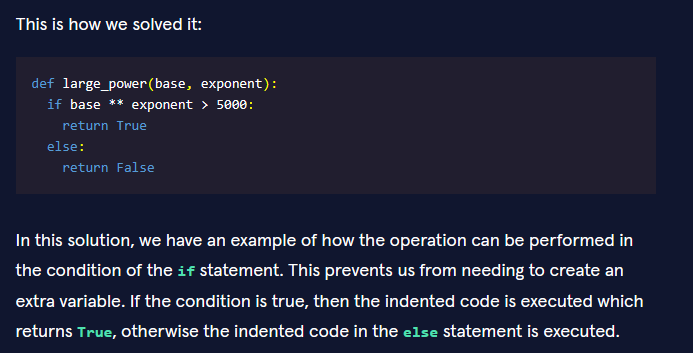 This is how we solved it:
def large_power(base, exponent):
  if base ** exponent > 5000:
    return True
  else:
    return False
In this solution, we have an example of how the operation can be performed in
the condition of the if statement. This prevents us from needing to create an
extra variable. If the condition is true, then the indented code is executed which
returns True, otherwise the indented code in the else statement is executed.